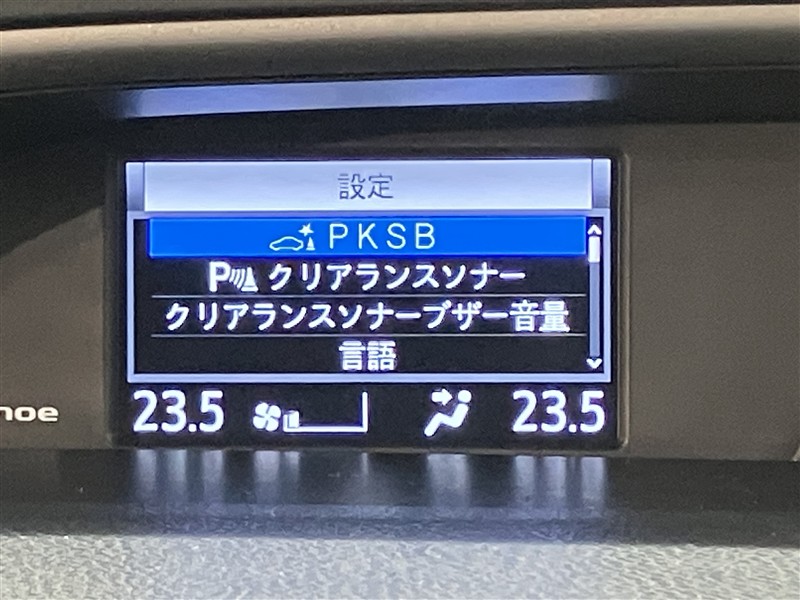 設定
PKSB
P クリアランスソナー
クリアランスソナーブザー音量
言語
noe
23.5 23.5